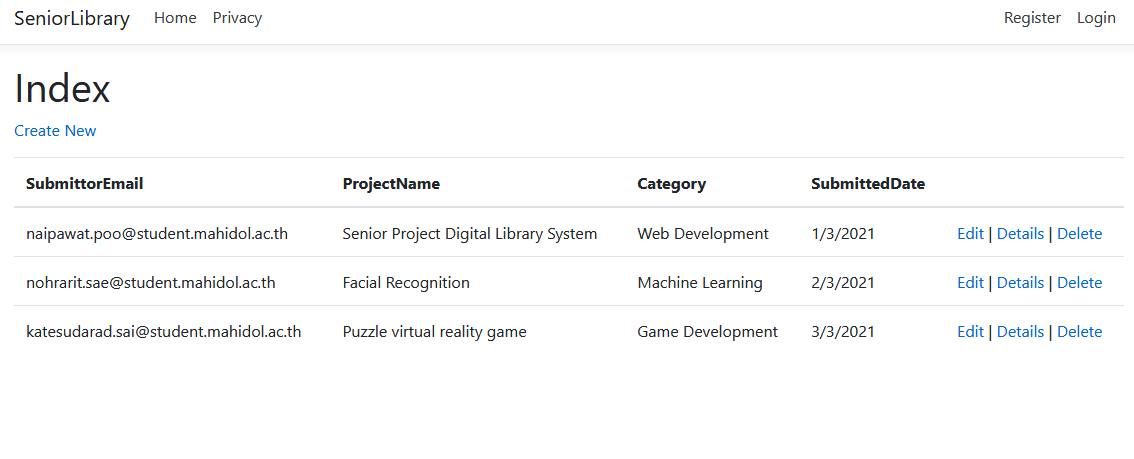 SeniorLibrary Home Privacy Register Login
Index
Create New
SubmittorEmail ProjectName Category SubmittedDate
naipawat.poo@student.mahidol.ac.th Senior Project Digital Library System Web Development 1/3/2021 Edit | Details | Delete
nohrarit.sae@student.mahidol.ac.th Facial Recognition Machine Learning 2/3/2021 Edit | Details | Delete
katesudarad.sai@student.mahidol.ac.th Puzzle virtual reality game Game Development 3/3/2021 Edit | Details | Delete